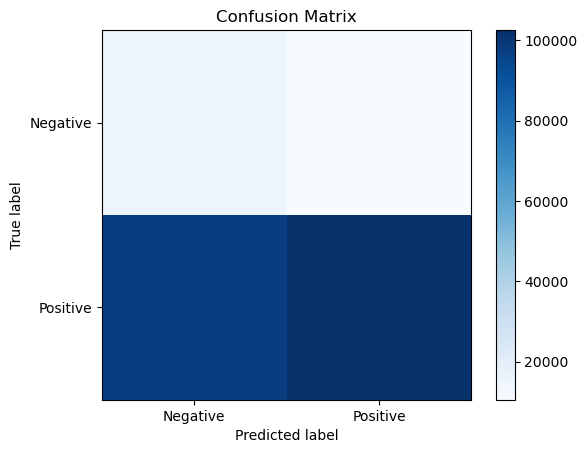 Confusion Matrix
True label
Negative
Positive
Negative
Positive
Predicted label
100000
80000
60000
40000
20000